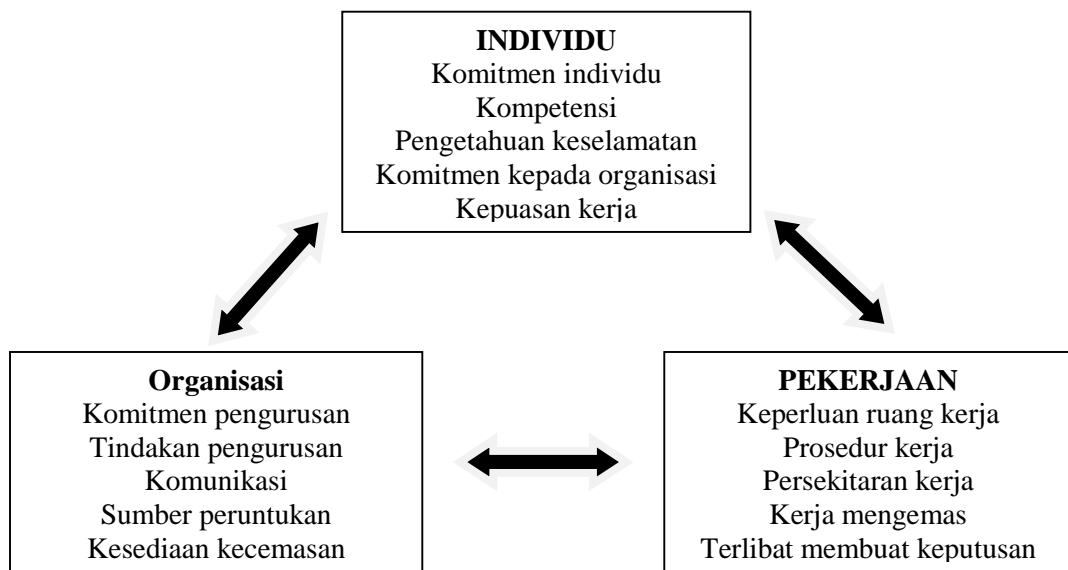 INDIVIDU
Komitmen individu
Kompetensi
Pengetahuan keselamatan
Komitmen kepada organisasi
Kepuasan kerja
Organisasi
Komitmen pengurusan
Tindakan pengurusan
Komunikasi
Sumber peruntukan
Kesediaan kecemasan
PEKERJAAN
Keperluan ruang kerja
Prosedur kerja
Persekitaran kerja
Kerja mengemas
Terlibat membuat keputusan